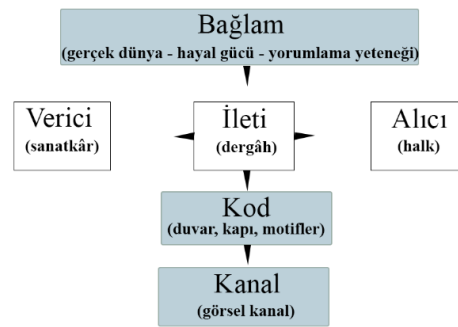 Bağlam
(gerçek dünya - hayal gücü - yorumlama yeteneği)
Verici
(sanatkâr)
İleti
(dergâh)
Alıcı
(halk)
Kod
(duvar, kapı, motifler)
Kanal
(görsel kanal)